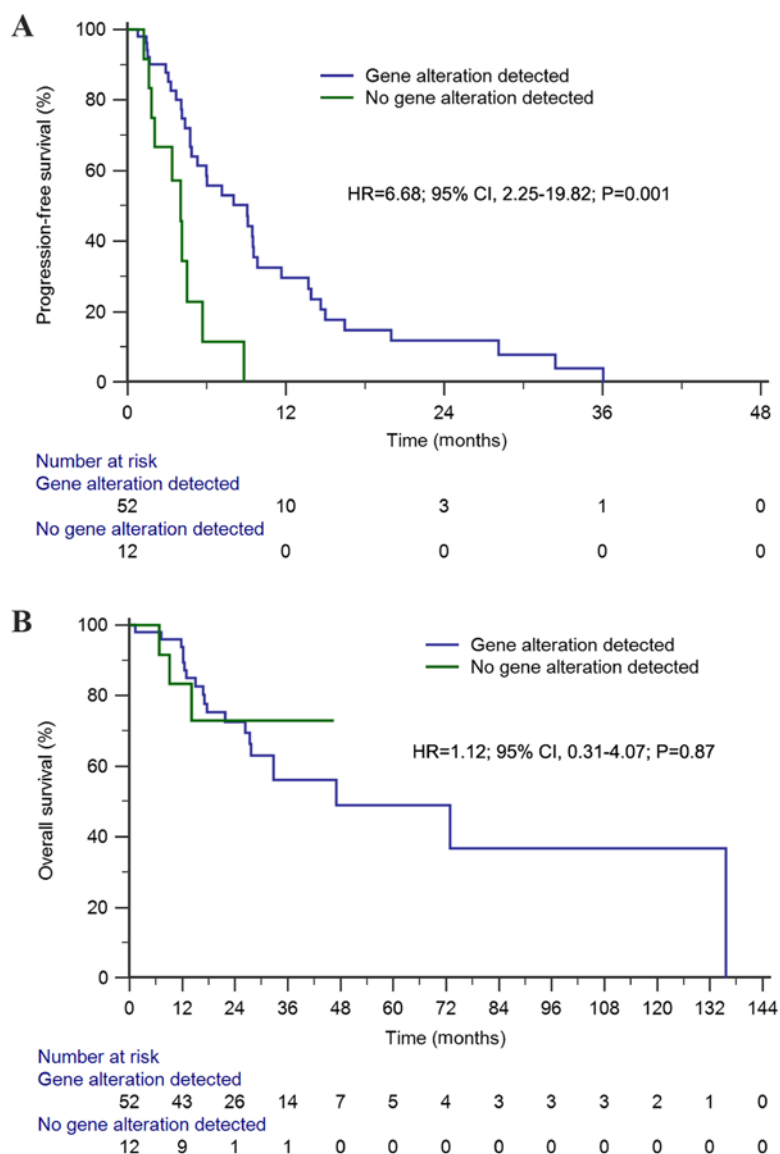 A
Gene alteration detected
No gene alteration detected
HR=6.68; 95% CI, 2.25-19.82; P=0.001
Progression-free survival (%)
100
80
60
40
20
0
0 12 24 36 48
Time (months)
Number at risk
Gene alteration detected
52 10 3 1 0
No gene alteration detected
12 0 0 0 0
B
Gene alteration detected
No gene alteration detected
HR=1.12; 95% CI, 0.31-4.07; P=0.87
Overall survival (%)
100
80
60
40
20
0
0 12 24 36 48 60 72 84 96 108 120 132 144
Time (months)
Number at risk
Gene alteration detected
52 43 26 14 7 5 4 3 3 3 2 1 0
No gene alteration detected
12 9 1 1 0 0 0 0 0 0 0 0 0